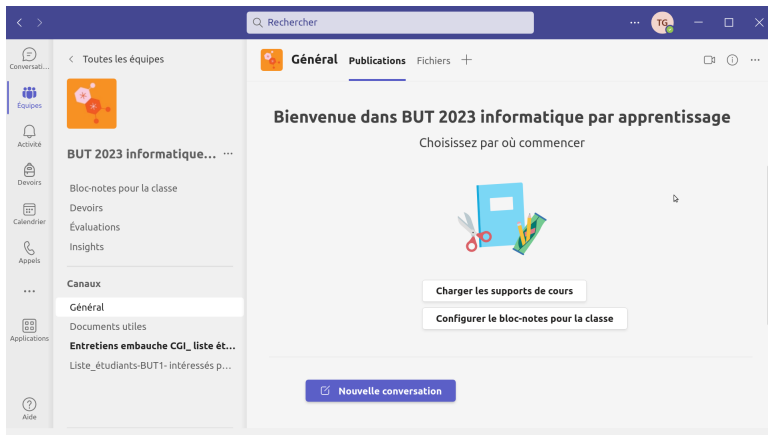 Rechercher
TG
Conversati...
Équipes
Activité
Devoirs
Calendrier
Appels
Applications
Aide
Toutes les équipes
BUT 2023 informatique...
Bloc-notes pour la classe
Devoirs
Évaluations
Insights
Canaux
Général
Documents utiles
Entretiens embauche CGI_ liste ét...
Liste_étudiants-BUT1- intéressés p...
Général Publications Fichiers
Bienvenue dans BUT 2023 informatique par apprentissage
Choisissez par où commencer
Charger les supports de cours
Configurer le bloc-notes pour la classe
Nouvelle conversation